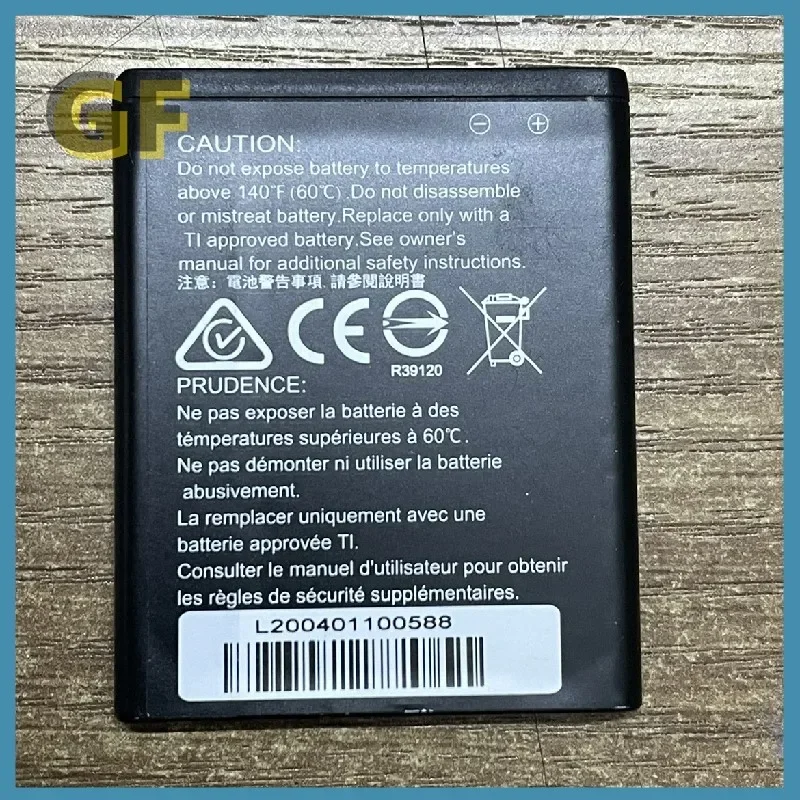 GF
CAUTION:
Do not expose battery to temperatures
above 140°F (60℃) .Do not disassemble
or mistreat battery.Replace only with a
TI approved battery.See owner's
manual for additional safety instructions.
注意：電池警告事項，請參閱說明書
R39120
PRUDENCE:
Ne pas exposer la batterie à des
témperatures supérieures à 60℃.
Ne pas démonter ni utiliser la batterie
abusivement.
La remplacer uniquement avec une
batterie approvée TI.
Consulter le manuel d'utilisateur pour obtenir
les règles de sécurité supplémentaires.
L200401100588